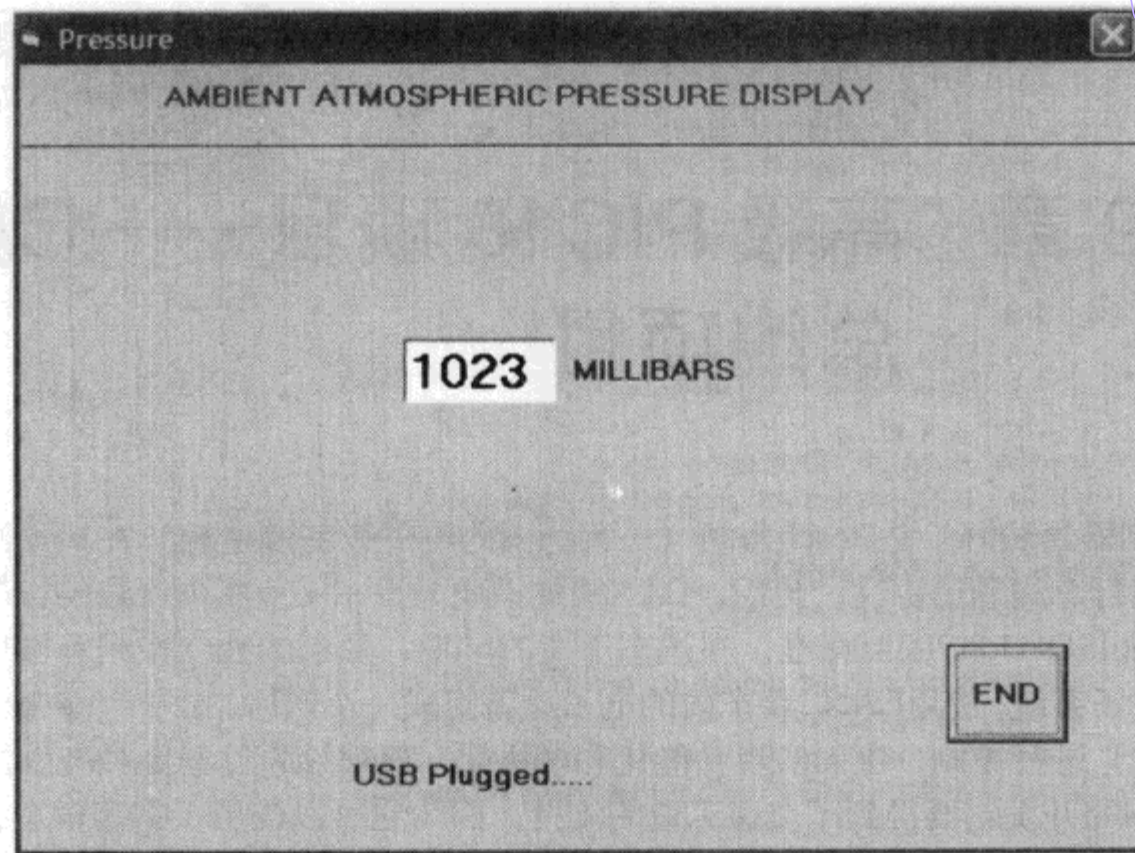 Pressure
AMBIENT ATMOSPHERIC PRESSURE DISPLAY
1023 MILLIBARS
END
USB Plugged.....